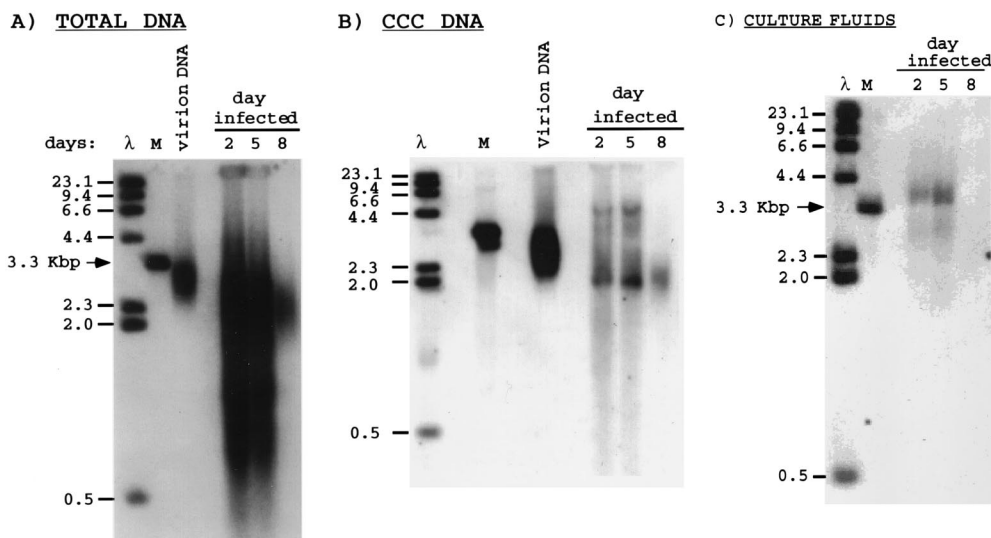 A) TOTAL DNA
virion DNA
day
infected
days: λ M 2 5 8
23.1
9.4
6.6
4.4
3.3 Kbp
2.3
2.0
0.5
B) CCC DNA
virion DNA
day
infected
λ M 2 5 8
23.1
9.4
6.6
4.4
2.3
2.0
0.5
C) CULTURE FLUIDS
day
infected
λ M 2 5 8
23.1
9.4
6.6
4.4
3.3 Kbp
2.3
2.0
0.5